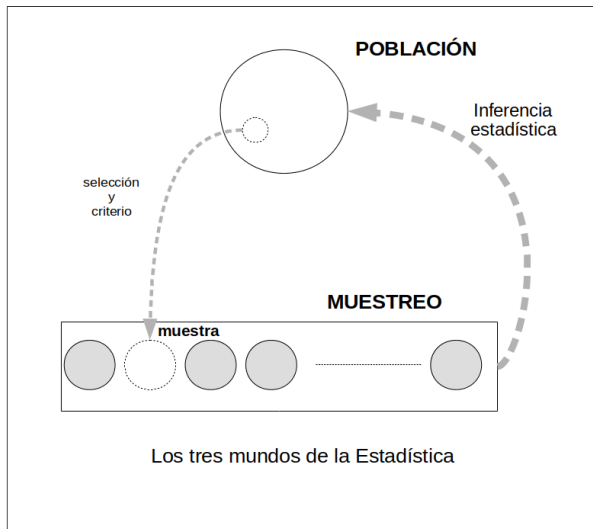 POBLACIÓN
Inferencia
estadística
selección
y
criterio
MUESTREO
muestra
Los tres mundos de la Estadística